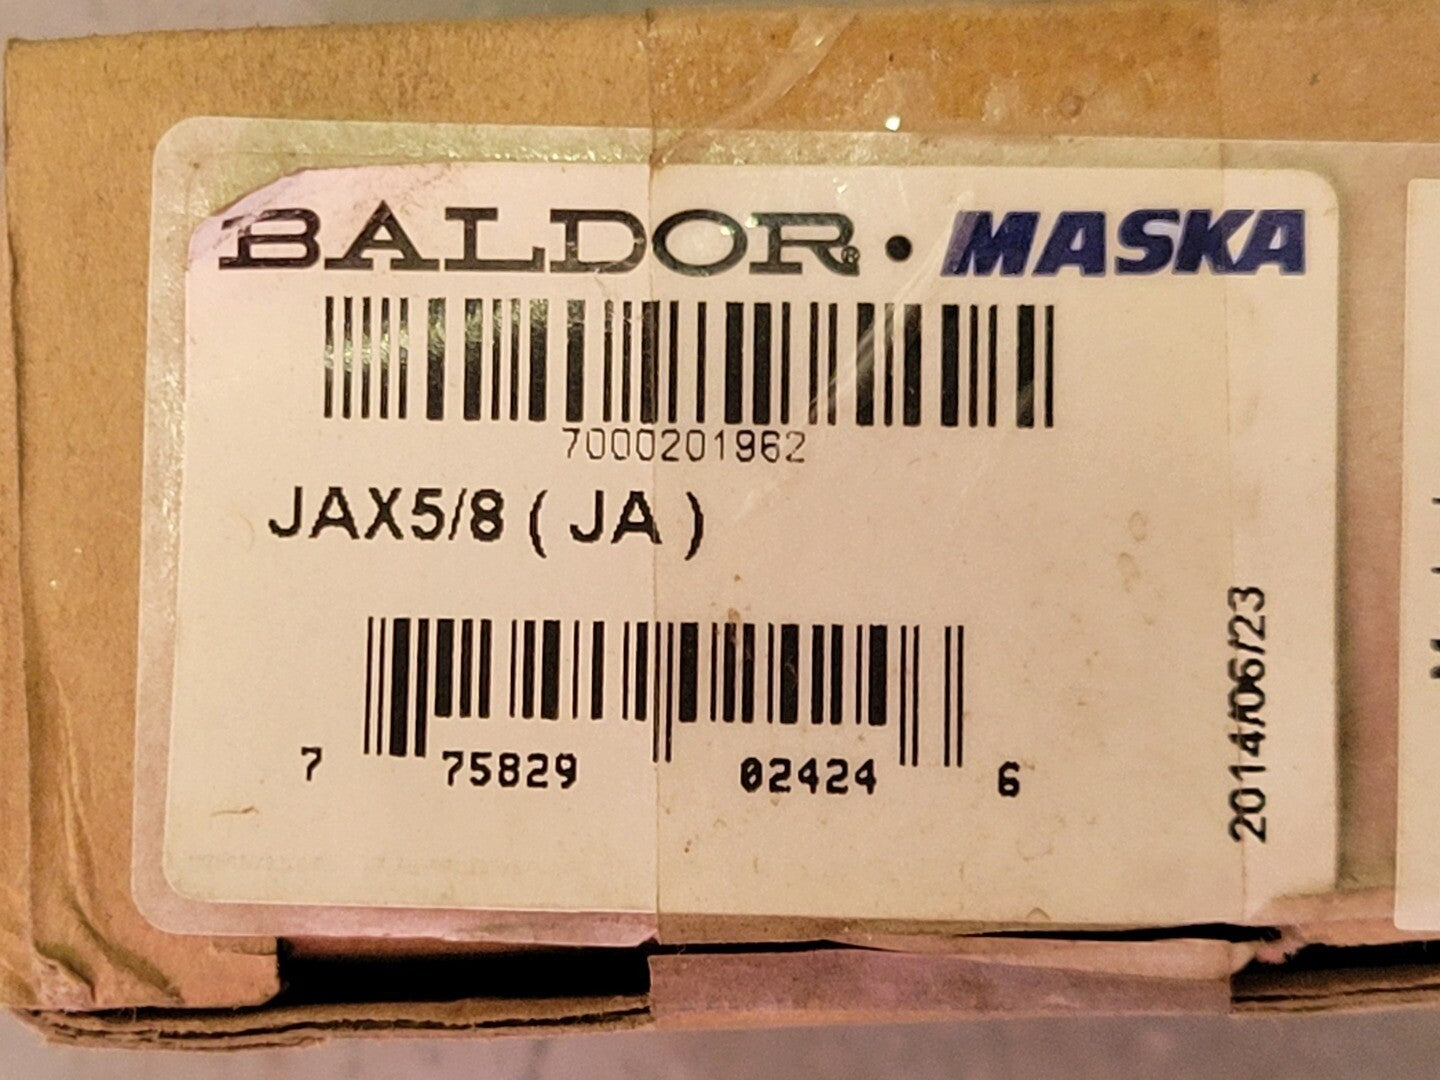 BALDOR® • MASKA
7000201962
JAX5/8 ( JA )
7 75829 02424 6
2014/06/23